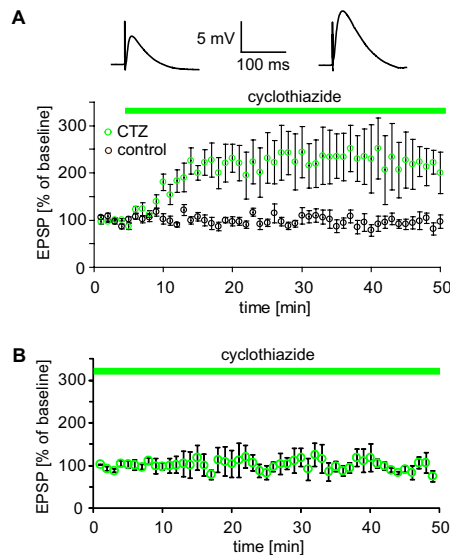 A
5 mV
100 ms
cyclothiazide
CTZ
control
EPSP [% of baseline]
300
200
100
0
0 10 20 30 40 50
time [min]
B
cyclothiazide
EPSP [% of baseline]
300
200
100
0
0 10 20 30 40 50
time [min]